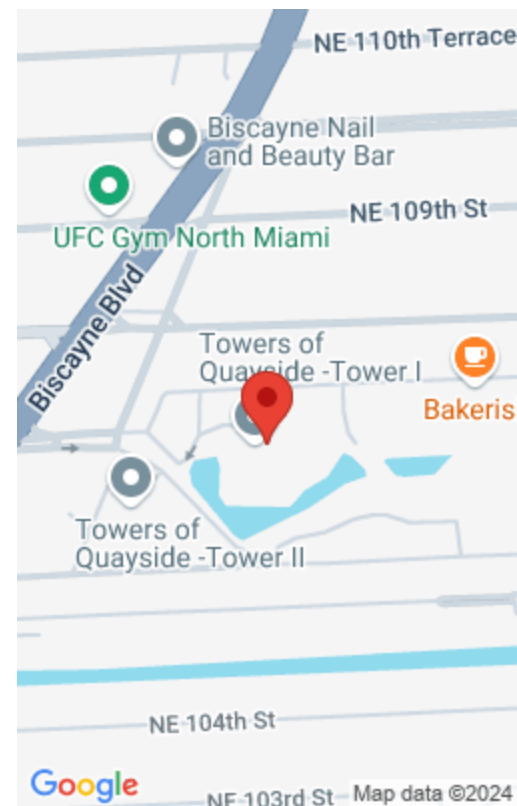 NE 110th Terrace
Biscayne Nail
and Beauty Bar
NE 109th St
UFC Gym North Miami
Biscayne Blvd
Towers of
Quayside -Tower I
Bakeris
Towers of
Quayside -Tower II
NE 104th St
NE 103rd St
Google
Map data ©2024